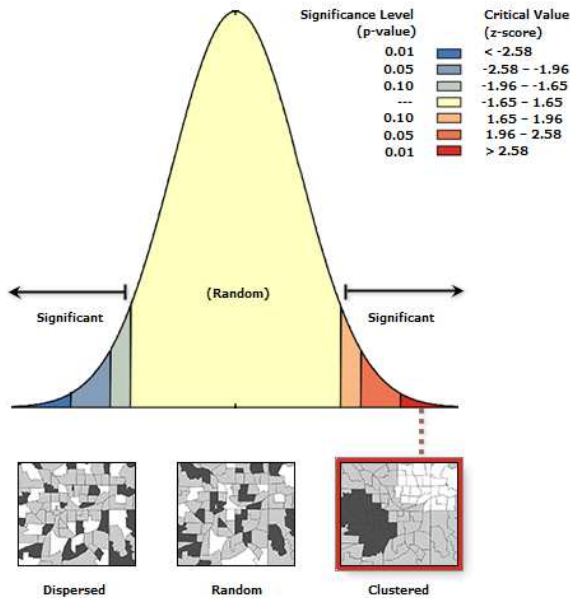 Significance Level Critical Value
(p-value) (z-score)
0.01 < -2.58
0.05 -2.58 – -1.96
0.10 -1.96 – -1.65
--- -1.65 – 1.65
0.10 1.65 – 1.96
0.05 1.96 – 2.58
0.01 > 2.58
(Random)
Significant Significant
Dispersed Random Clustered